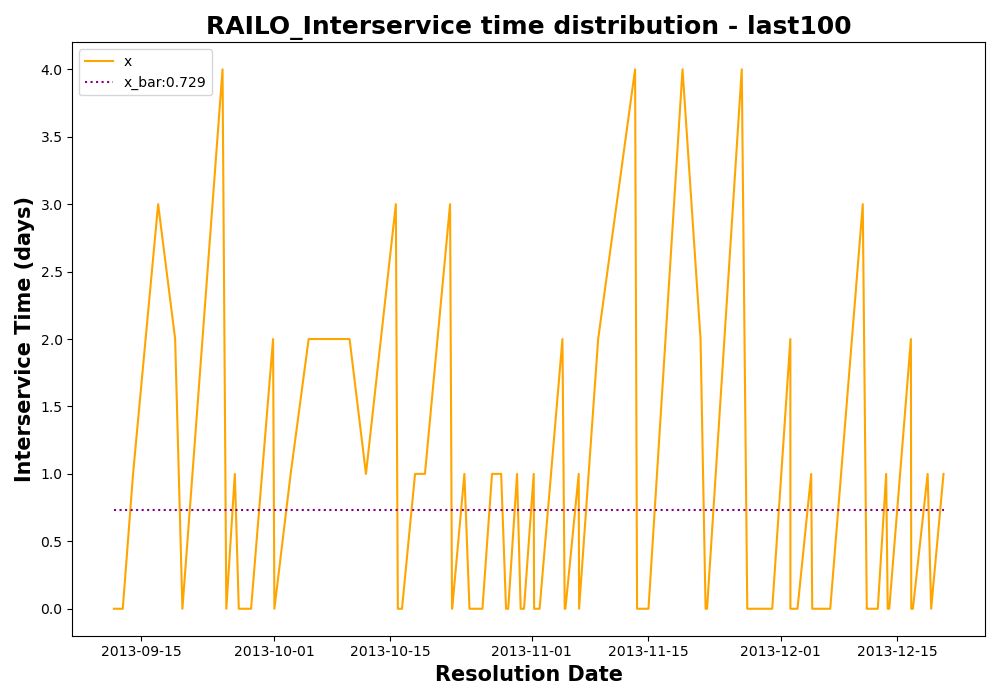 RAILO_Interservice time distribution - last100
x
x_bar:0.729
Interservice Time (days)
4.0
3.5
3.0
2.5
2.0
1.5
1.0
0.5
0.0
2013-09-15 2013-10-01 2013-10-15 2013-11-01 2013-11-15 2013-12-01 2013-12-15
Resolution Date